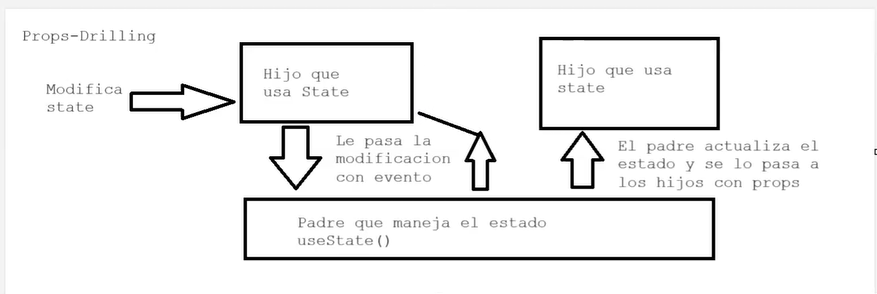 Props-Drilling
Modifica
state
Hijo que
usa State
Hijo que usa
state
Le pasa la
modificacion
con evento
El padre actualiza el
estado y se lo pasa a
los hijos con props
Padre que maneja el estado
useState()